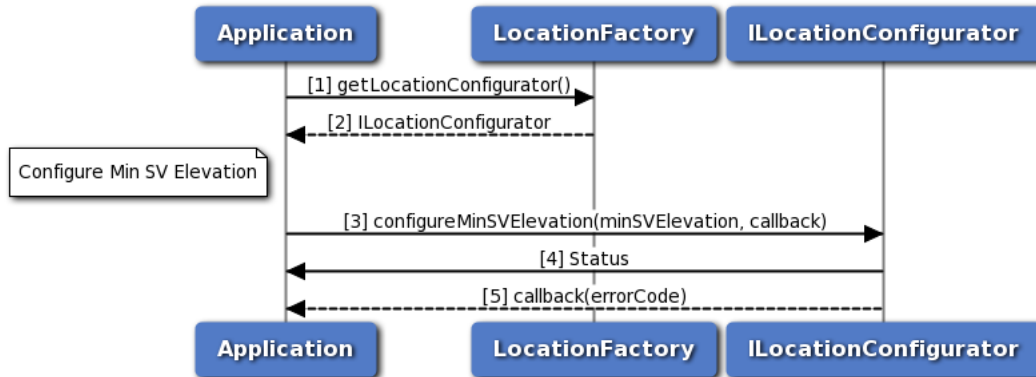 Application
LocationFactory
ILocationConfigurator
[1] getLocationConfigurator()
[2] ILocationConfigurator
Configure Min SV Elevation
[3] configureMinSVElevation(minSVElevation, callback)
[4] Status
[5] callback(errorCode)
Application
LocationFactory
ILocationConfigurator